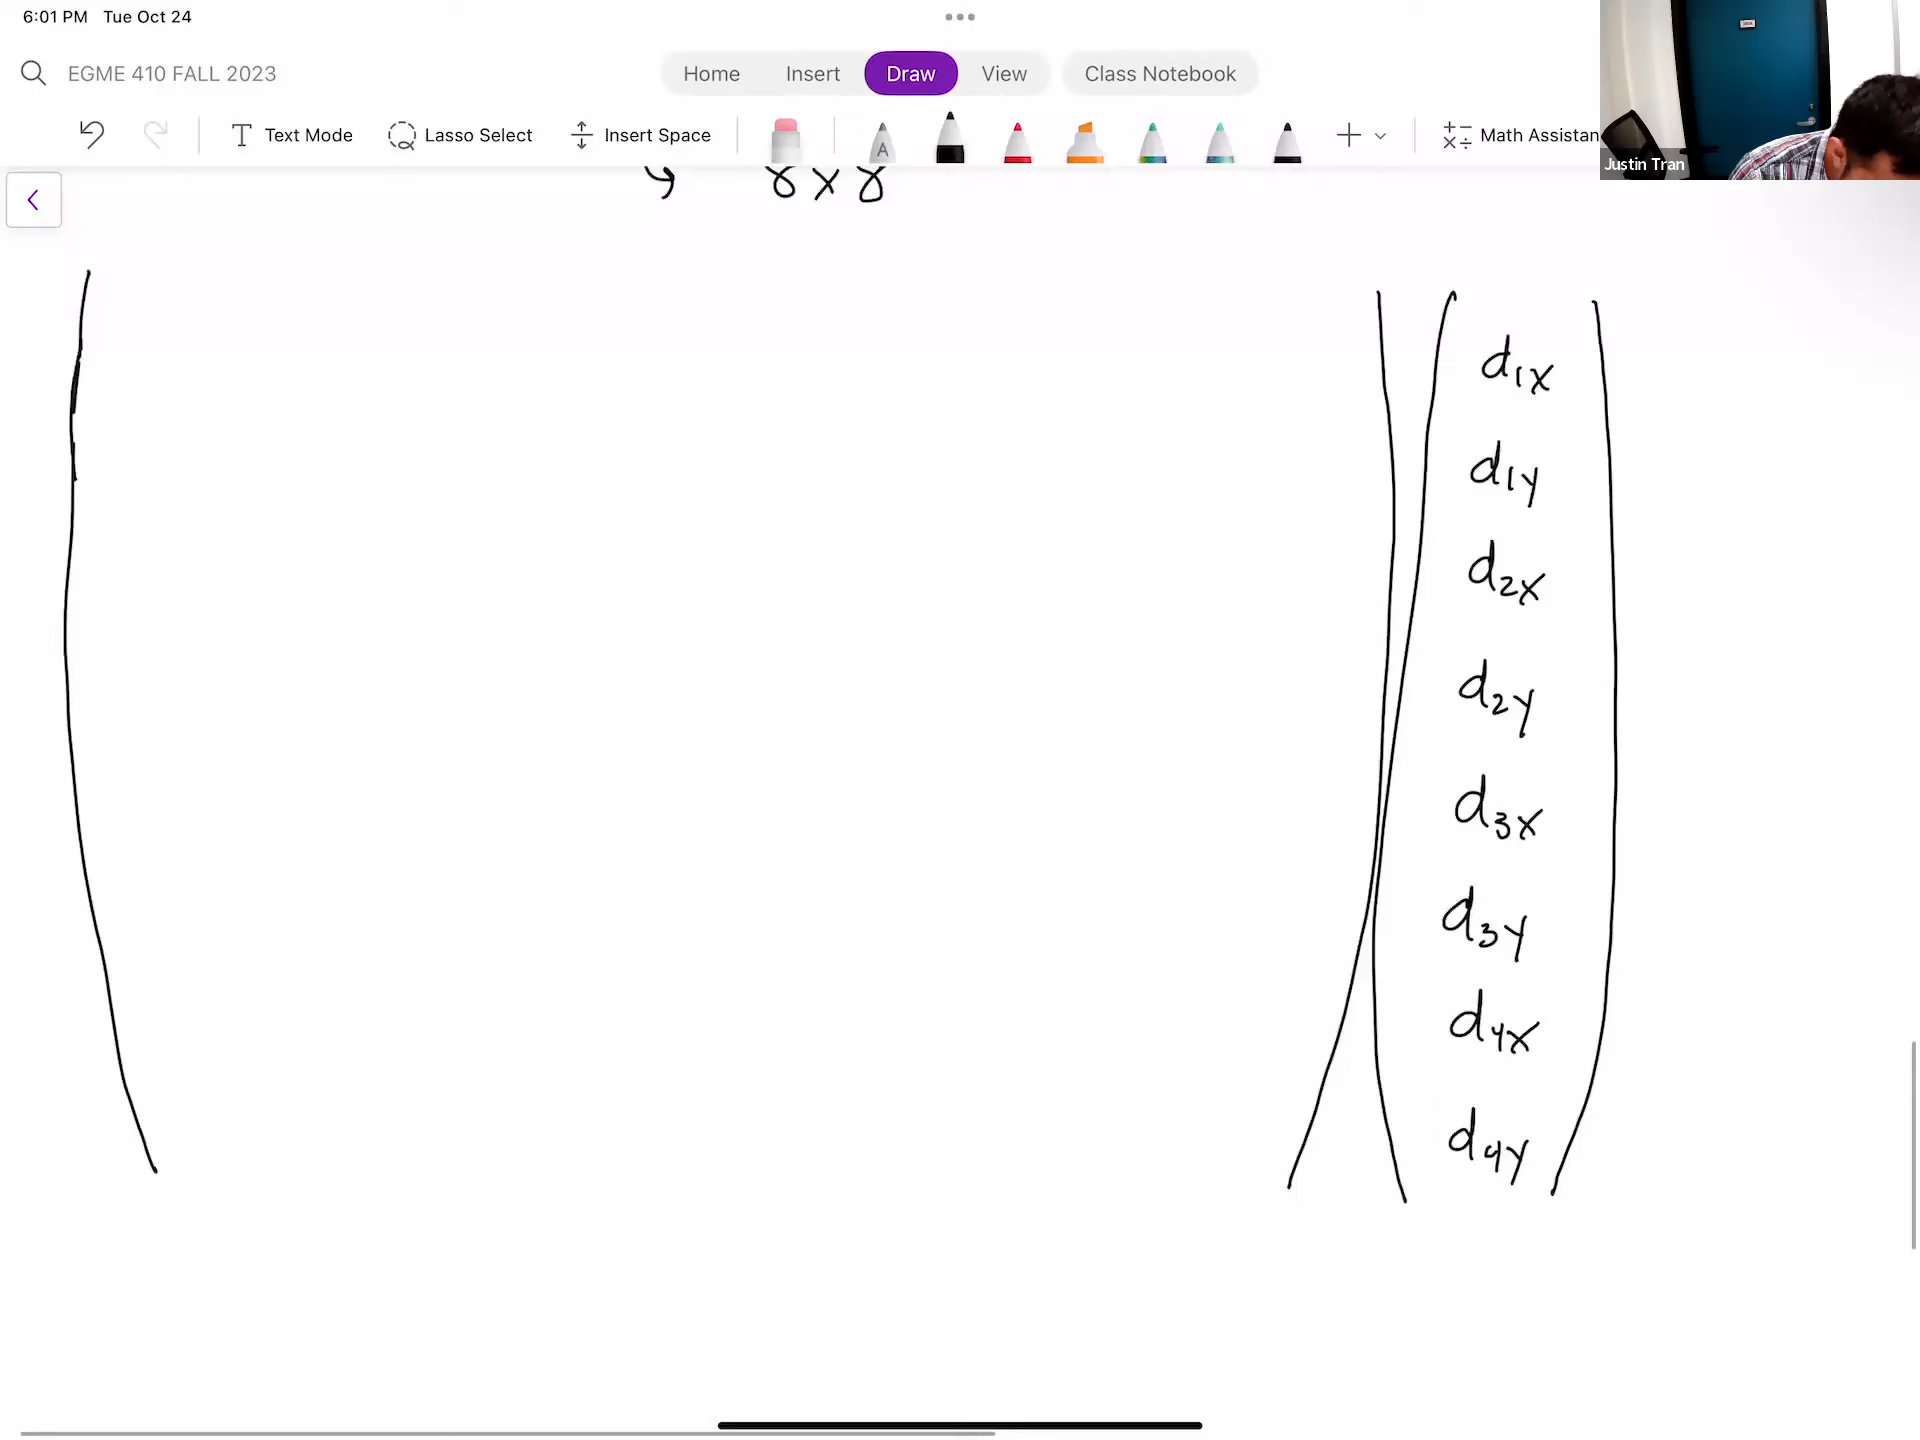 6:01 PM Tue Oct 24
EGME 410 FALL 2023
Home Insert Draw View Class Notebook
T Text Mode Lasso Select Insert Space A Math Assistan
Justin Tran
↳ 8 x 8
d1x
d1y
d2x
d2y
d3x
d3y
d4x
d4y